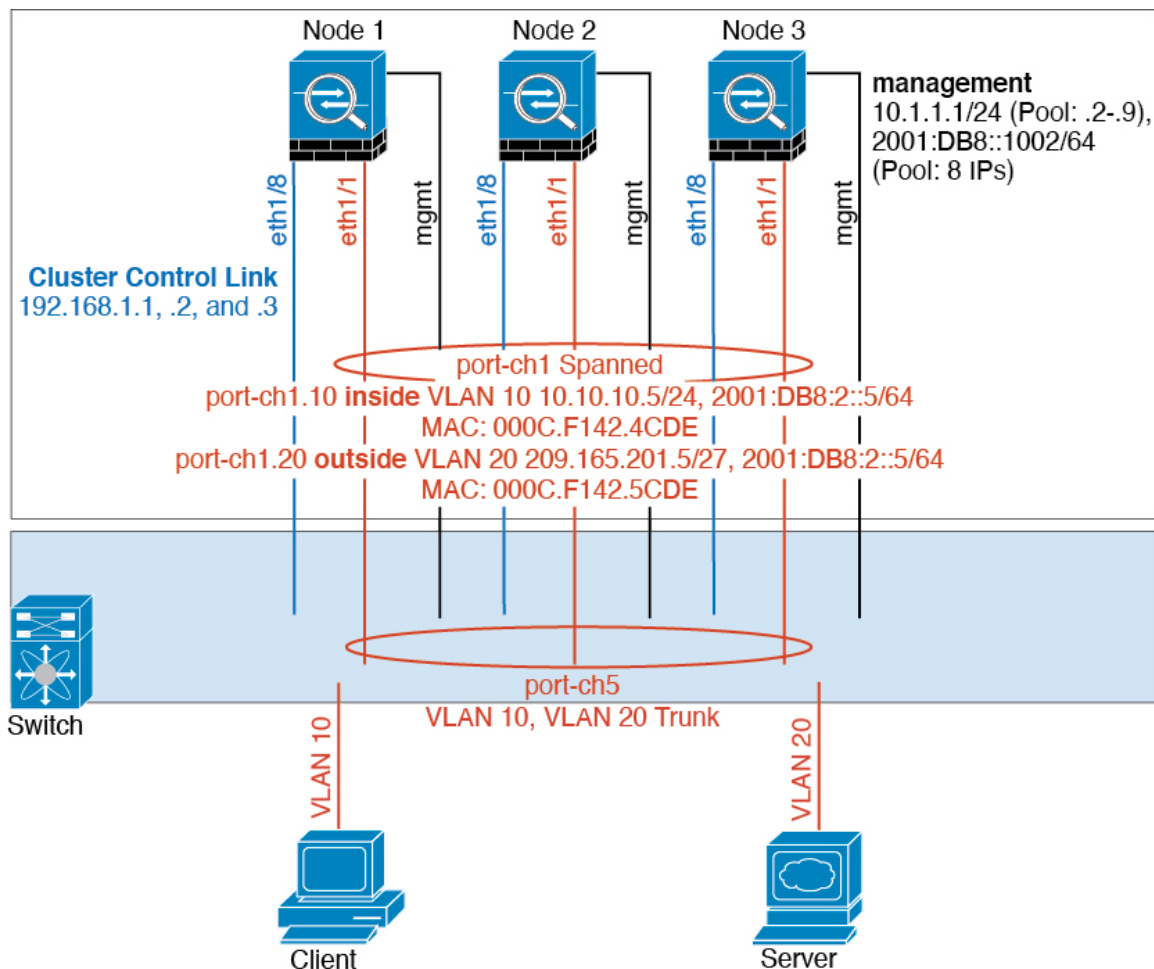 Node 1
Node 2
Node 3
management
10.1.1.1/24 (Pool: .2-.9),
2001:DB8::1002/64
(Pool: 8 IPs)
eth1/8
eth1/1
mgmt
eth1/8
eth1/1
mgmt
eth1/8
eth1/1
mgmt
Cluster Control Link
192.168.1.1, .2, and .3
port-ch1 Spanned
port-ch1.10 inside VLAN 10 10.10.10.5/24, 2001:DB8:2::5/64
MAC: 000C.F142.4CDE
port-ch1.20 outside VLAN 20 209.165.201.5/27, 2001:DB8:2::5/64
MAC: 000C.F142.5CDE
Switch
port-ch5
VLAN 10, VLAN 20 Trunk
VLAN 10
VLAN 20
Client
Server